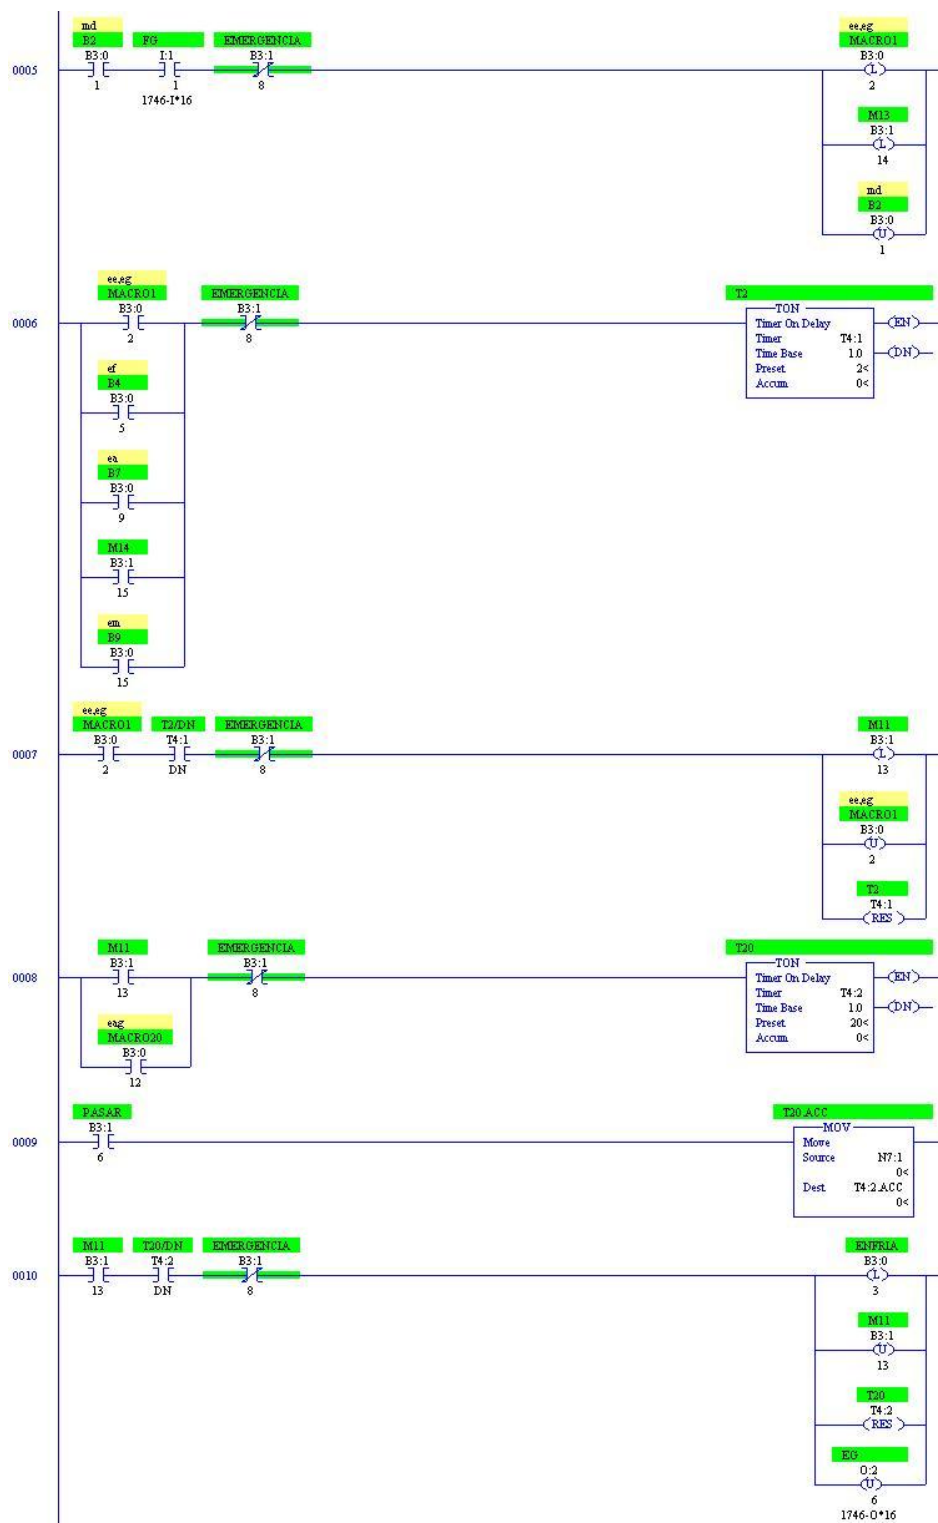 md
B2 FG EMERGENCIA
B3:0 I:1 B3:1
0005
1 1 8
1746-I*16
ee,eg
MACRO1
B3:0
L
2
M13
B3:1
L
14
md
B2
B3:0
U
1
ee,eg
MACRO1 EMERGENCIA
B3:0 B3:1
0006
2 8
ef
B4
B3:0
5
ea
B7
B3:0
9
M14
B3:1
15
em
B9
B3:0
15
T2
TON
Timer On Delay EN
Timer T4:1
Time Base 1.0 DN
Preset 2<
Accum 0<
ee,eg
MACRO1 T2/DN EMERGENCIA
B3:0 T4:1 B3:1
0007
2 DN 8
M11
B3:1
L
13
ee,eg
MACRO1
B3:0
U
2
T2
T4:1
RES
M11 EMERGENCIA
B3:1 B3:1
0008
13 8
eag
MACRO20
B3:0
12
T20
TON
Timer On Delay EN
Timer T4:2
Time Base 1.0 DN
Preset 20<
Accum 0<
PASAR
B3:1
0009
6
T20.ACC
MOV
Move
Source N7:1
0<
Dest T4:2.ACC
0<
M11 T20/DN EMERGENCIA
B3:1 T4:2 B3:1
0010
13 DN 8
ENFRIA
B3:0
L
3
M11
B3:1
U
13
T20
T4:2
RES
EG
O:2
U
6
1746-O*16